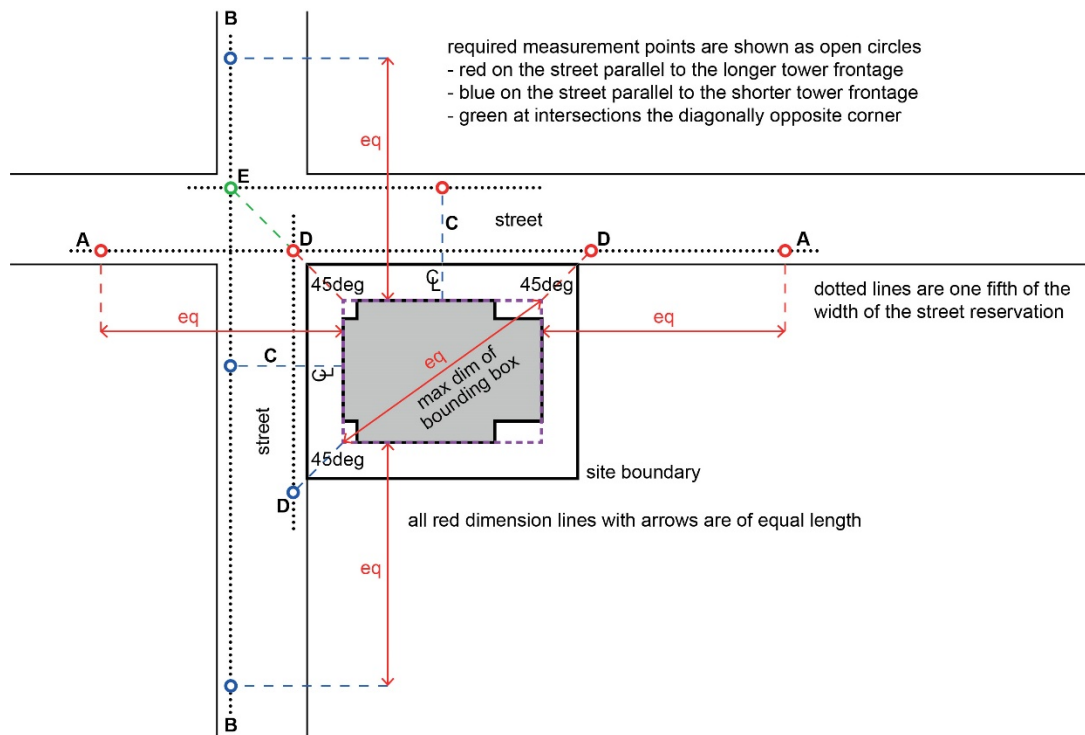 B
required measurement points are shown as open circles
- red on the street parallel to the longer tower frontage
- blue on the street parallel to the shorter tower frontage
- green at intersections the diagonally opposite corner
eq
E
C
street
A
D
D
A
45deg
CL
45deg
dotted lines are one fifth of the
width of the street reservation
eq
eq
C
CL
eq
max dim of
bounding box
street
45deg
site boundary
D
all red dimension lines with arrows are of equal length
eq
B